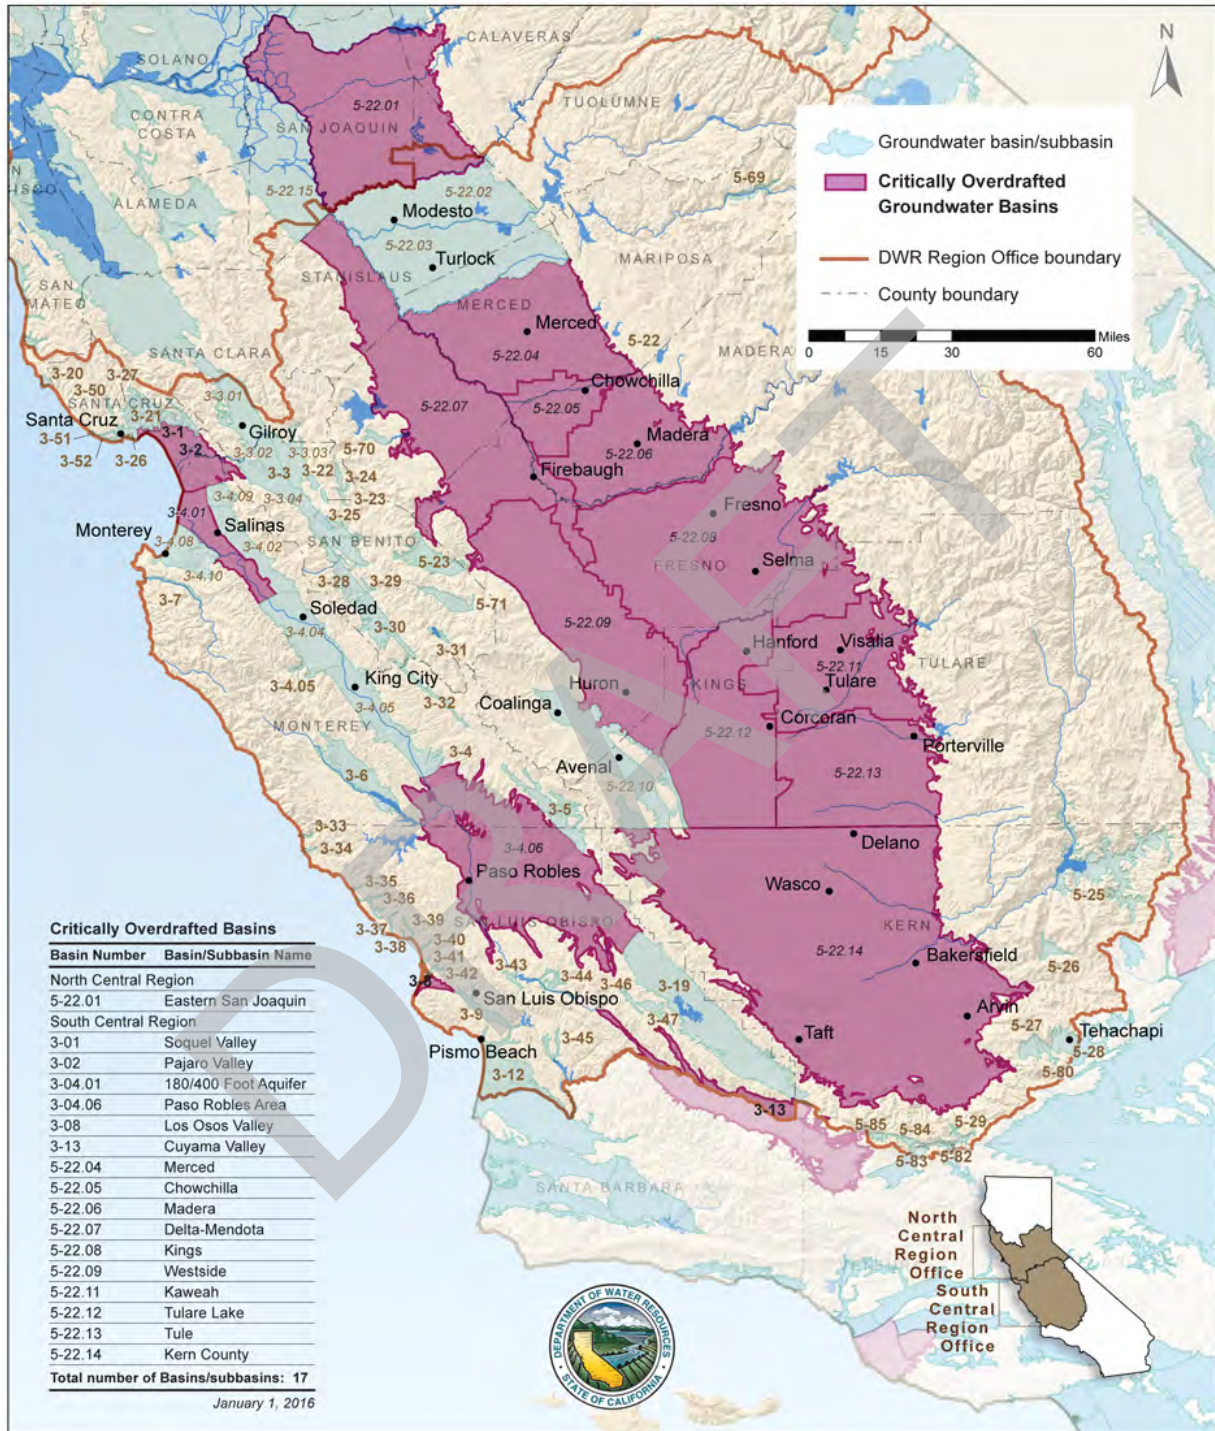 CALAVERAS
SOLANO
TUOLUMNE
N
5-22.01
SAN JOAQUIN
CONTRA
COSTA
Groundwater basin/subbasin
Critically Overdrafted
Groundwater Basins
DWR Region Office boundary
County boundary
Miles
0 15 30 60
5-69
5-22.15
5-22.02
ALAMEDA
Modesto
5-22.03
Turlock
STANISLAUS
MARIPOSA
SAN
MATEO
MERCED
Merced
5-22.04
5-22
MADERA
SANTA CLARA
3-20
3-27
3-50
SANTA CRUZ
3-3.01
3-21
Santa Cruz
3-51
3-52
3-26
3-1
3-2
Gilroy
3-3.02
3-3.03
3-3
3-22
5-70
3-24
3-23
3-25
3-4.09
3-3.04
Chowchilla
5-22.05
5-22.07
Madera
5-22.06
Firebaugh
3-4.01
Salinas
3-4.02
Monterey
3-4.08
3-4.10
3-7
SAN BENITO
3-28
3-29
5-23
5-71
Fresno
5-22.08
FRESNO
Selma
Soledad
3-4.04
3-30
3-31
5-22.09
Hanford
Visalia
5-22.11
Tulare
TULARE
KINGS
3-4.05
King City
3-4.05
3-32
MONTEREY
Coalinga
Huron
Corcoran
5-22.12
Porterville
5-22.13
Avenal
5-22.10
3-4
3-6
3-5
3-33
3-34
3-4.06
Paso Robles
SAN LUIS OBISPO
Delano
Wasco
KERN
5-22.14
Bakersfield
5-25
5-26
3-35
3-36
3-37
3-38
3-39
3-40
3-41
3-42
3-43
3-44
3-46
3-19
3-47
3-8
San Luis Obispo
3-9
Pismo Beach
3-45
3-12
Taft
Arvin
5-27
Tehachapi
5-28
5-80
3-13
5-85
5-84
5-29
5-83
5-82
SANTA BARBARA
DRAFT
Critically Overdrafted Basins
Basin Number Basin/Subbasin Name
North Central Region
5-22.01 Eastern San Joaquin
South Central Region
3-01 Soquel Valley
3-02 Pajaro Valley
3-04.01 180/400 Foot Aquifer
3-04.06 Paso Robles Area
3-08 Los Osos Valley
3-13 Cuyama Valley
5-22.04 Merced
5-22.05 Chowchilla
5-22.06 Madera
5-22.07 Delta-Mendota
5-22.08 Kings
5-22.09 Westside
5-22.11 Kaweah
5-22.12 Tulare Lake
5-22.13 Tule
5-22.14 Kern County
Total number of Basins/subbasins: 17
January 1, 2016
DEPARTMENT OF WATER RESOURCES
STATE OF CALIFORNIA
North
Central
Region
Office
South
Central
Region
Office